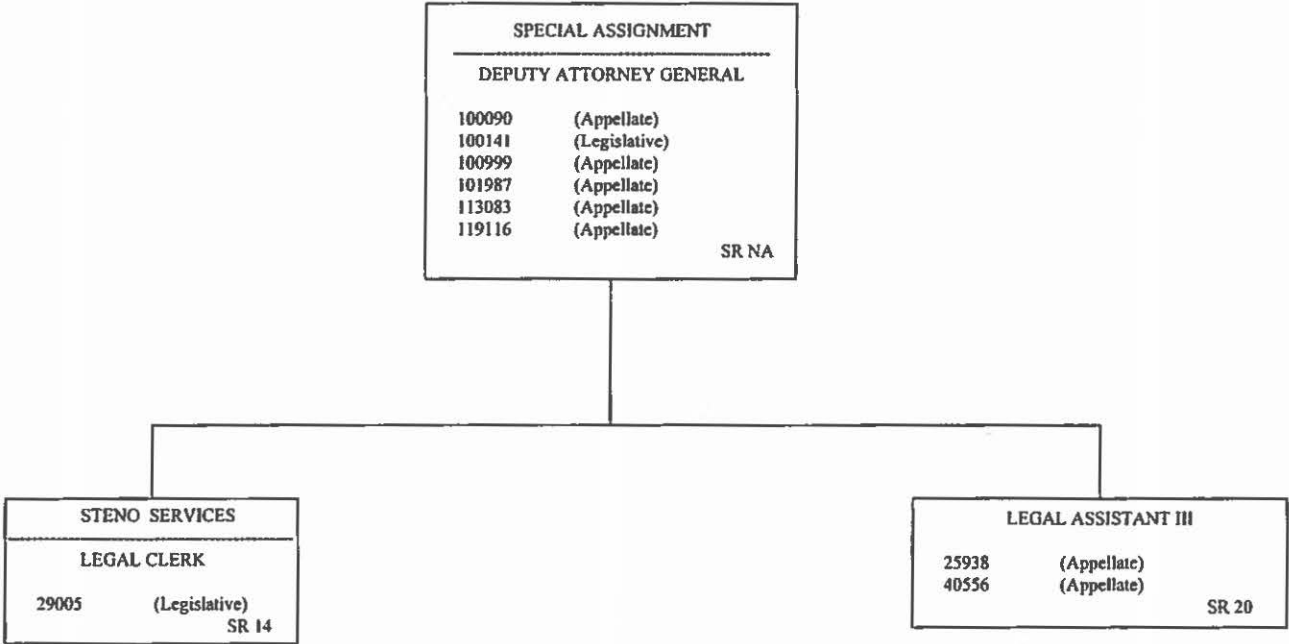 SPECIAL ASSIGNMENT
DEPUTY ATTORNEY GENERAL
100090 (Appellate)
100141 (Legislative)
100999 (Appellate)
101987 (Appellate)
113083 (Appellate)
119116 (Appellate)
SR NA
STENO SERVICES
LEGAL CLERK
29005 (Legislative)
SR 14
LEGAL ASSISTANT III
25938 (Appellate)
40556 (Appellate)
SR 20